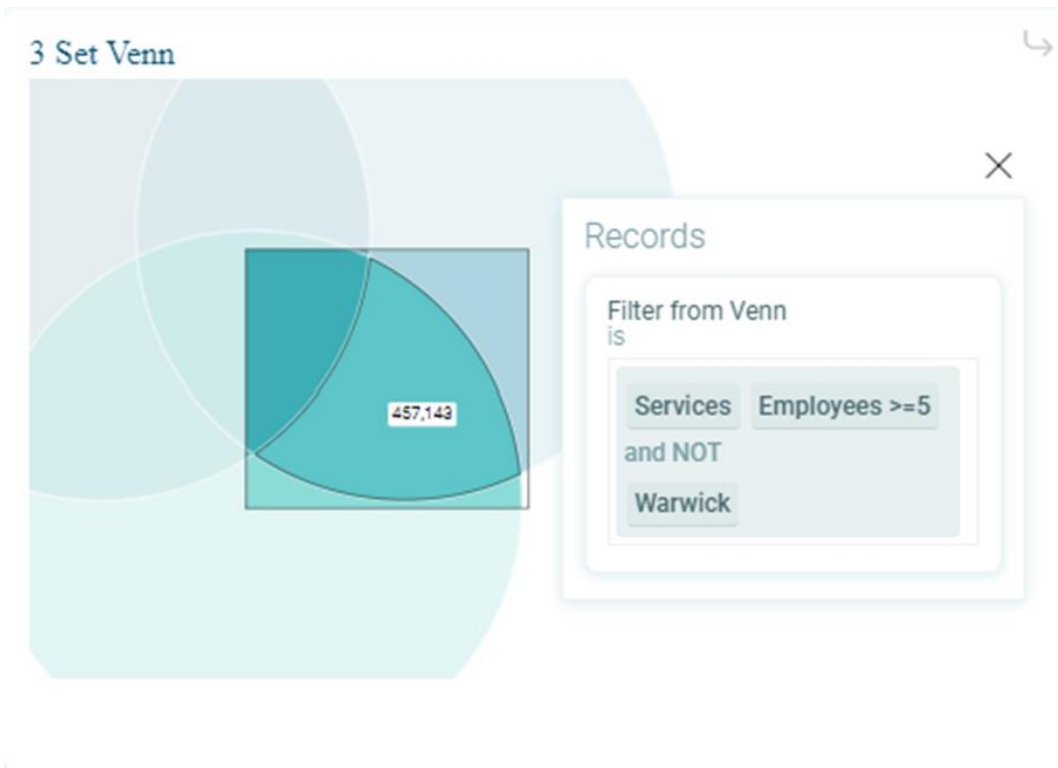 3 Set Venn
Records
Filter from Venn
is
457,143
Services Employees >=5
and NOT
Warwick